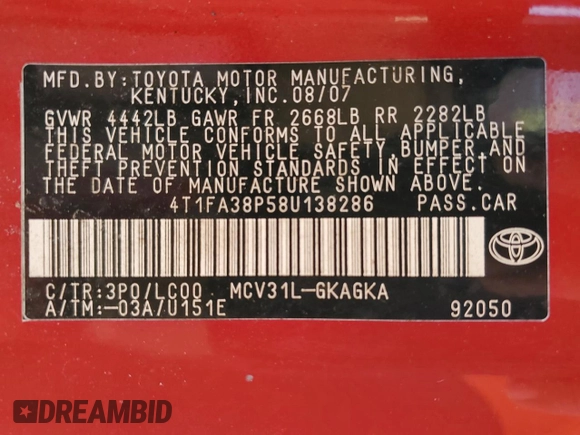 MFD.BY:TOYOTA MOTOR MANUFACTURING,
KENTUCKY,INC.08/07
GVWR 4442LB GAWR FR 2668LB RR 2282LB
THIS VEHICLE CONFORMS TO ALL APPLICABLE
FEDERAL MOTOR VEHICLE SAFETY, BUMPER, AND
THEFT PREVENTION STANDARDS IN EFFECT ON
THE DATE OF MANUFACTURE SHOWN ABOVE.
4T1FA38P58U138286 PASS.CAR
C/TR:3P0/LC00 MCV31L-GKAGKA
A/TM:-03A/U151E 92050
DREAMBID